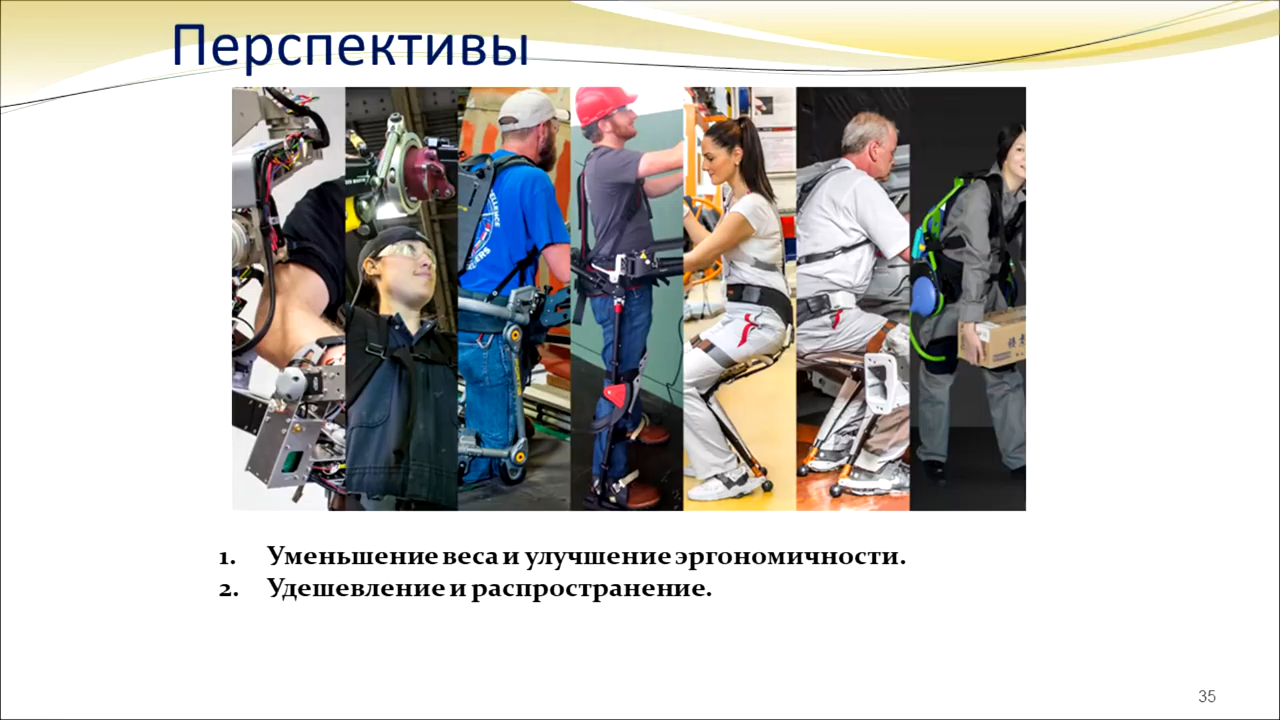 Перспективы
1. Уменьшение веса и улучшение эргономичности.
2. Удешевление и распространение.
35